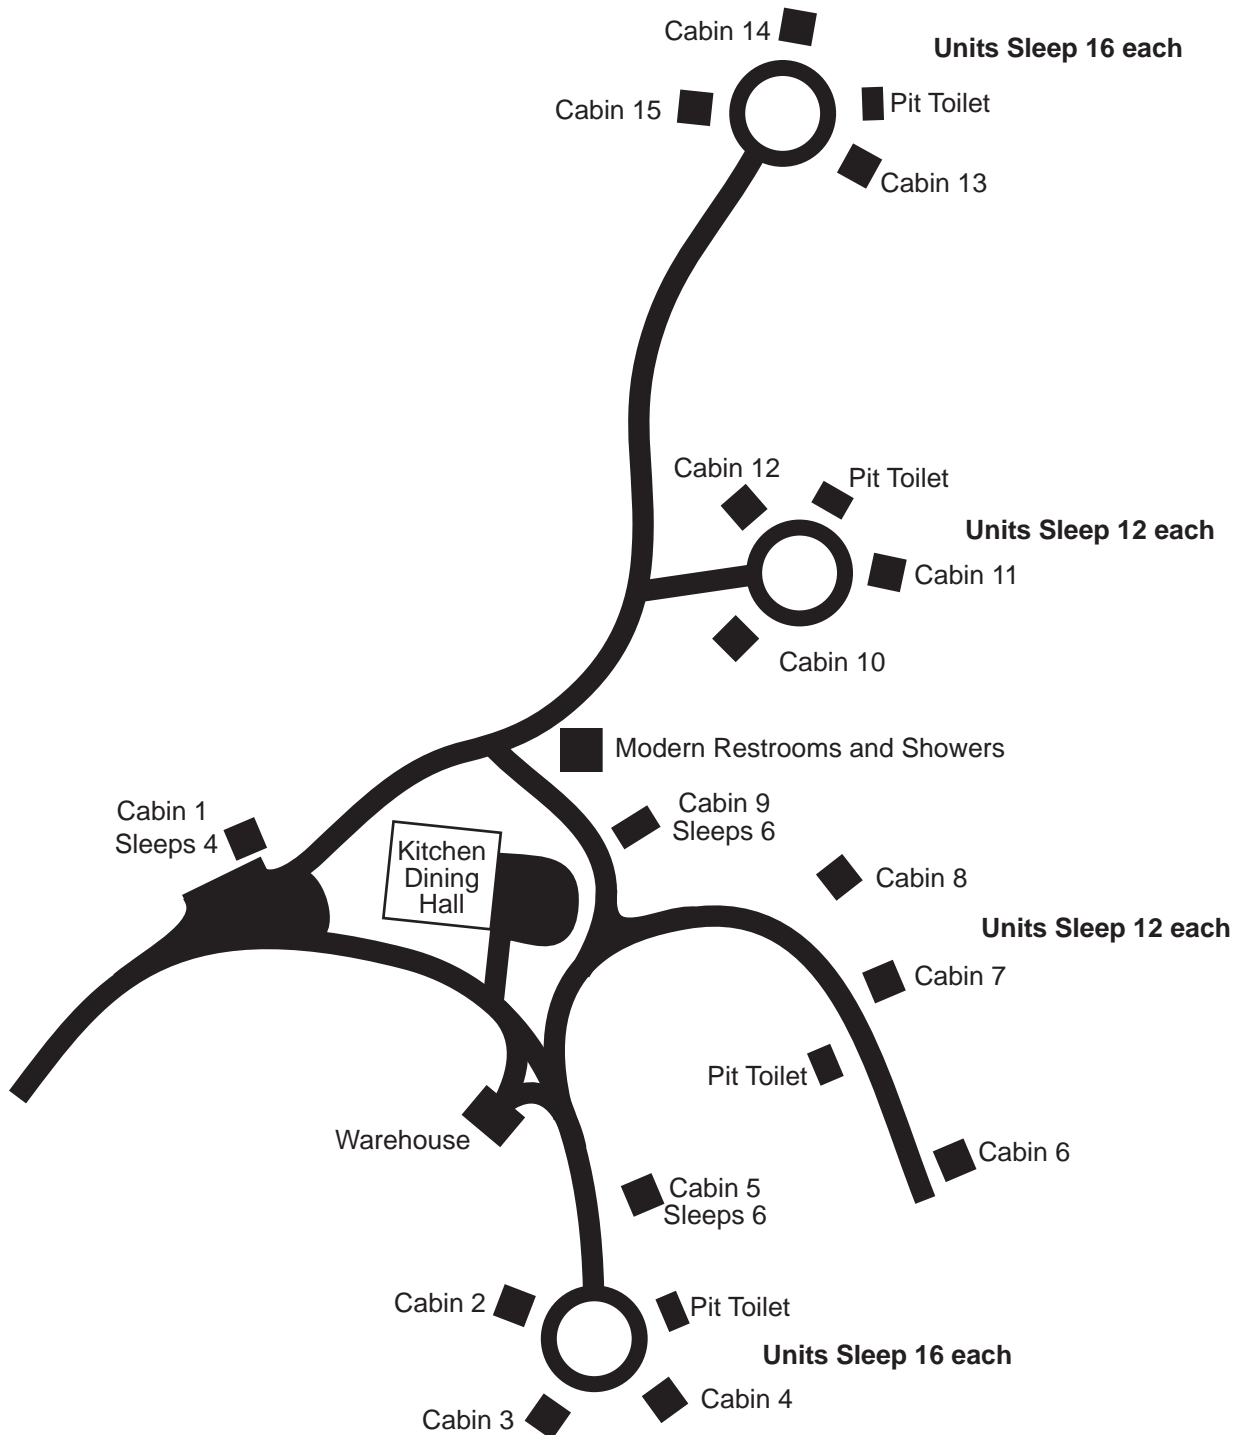 Cabin 14
Units Sleep 16 each
Cabin 15
Pit Toilet
Cabin 13
Cabin 12
Pit Toilet
Units Sleep 12 each
Cabin 11
Cabin 10
Modern Restrooms and Showers
Cabin 1
Sleeps 4
Cabin 9
Sleeps 6
Kitchen
Dining
Hall
Cabin 8
Units Sleep 12 each
Cabin 7
Pit Toilet
Warehouse
Cabin 6
Cabin 5
Sleeps 6
Cabin 2
Pit Toilet
Units Sleep 16 each
Cabin 4
Cabin 3